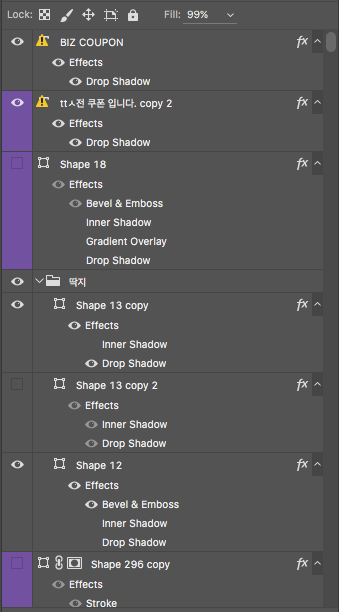 Lock: Fill: 99%
BIZ COUPON fx
Effects
Drop Shadow
ttㅅ전 쿠폰 입니다. copy 2 fx
Effects
Drop Shadow
Shape 18 fx
Effects
Bevel & Emboss
Inner Shadow
Gradient Overlay
Drop Shadow
딱지
Shape 13 copy fx
Effects
Inner Shadow
Drop Shadow
Shape 13 copy 2 fx
Effects
Inner Shadow
Drop Shadow
Shape 12 fx
Effects
Bevel & Emboss
Inner Shadow
Drop Shadow
Shape 296 copy fx
Effects
Stroke